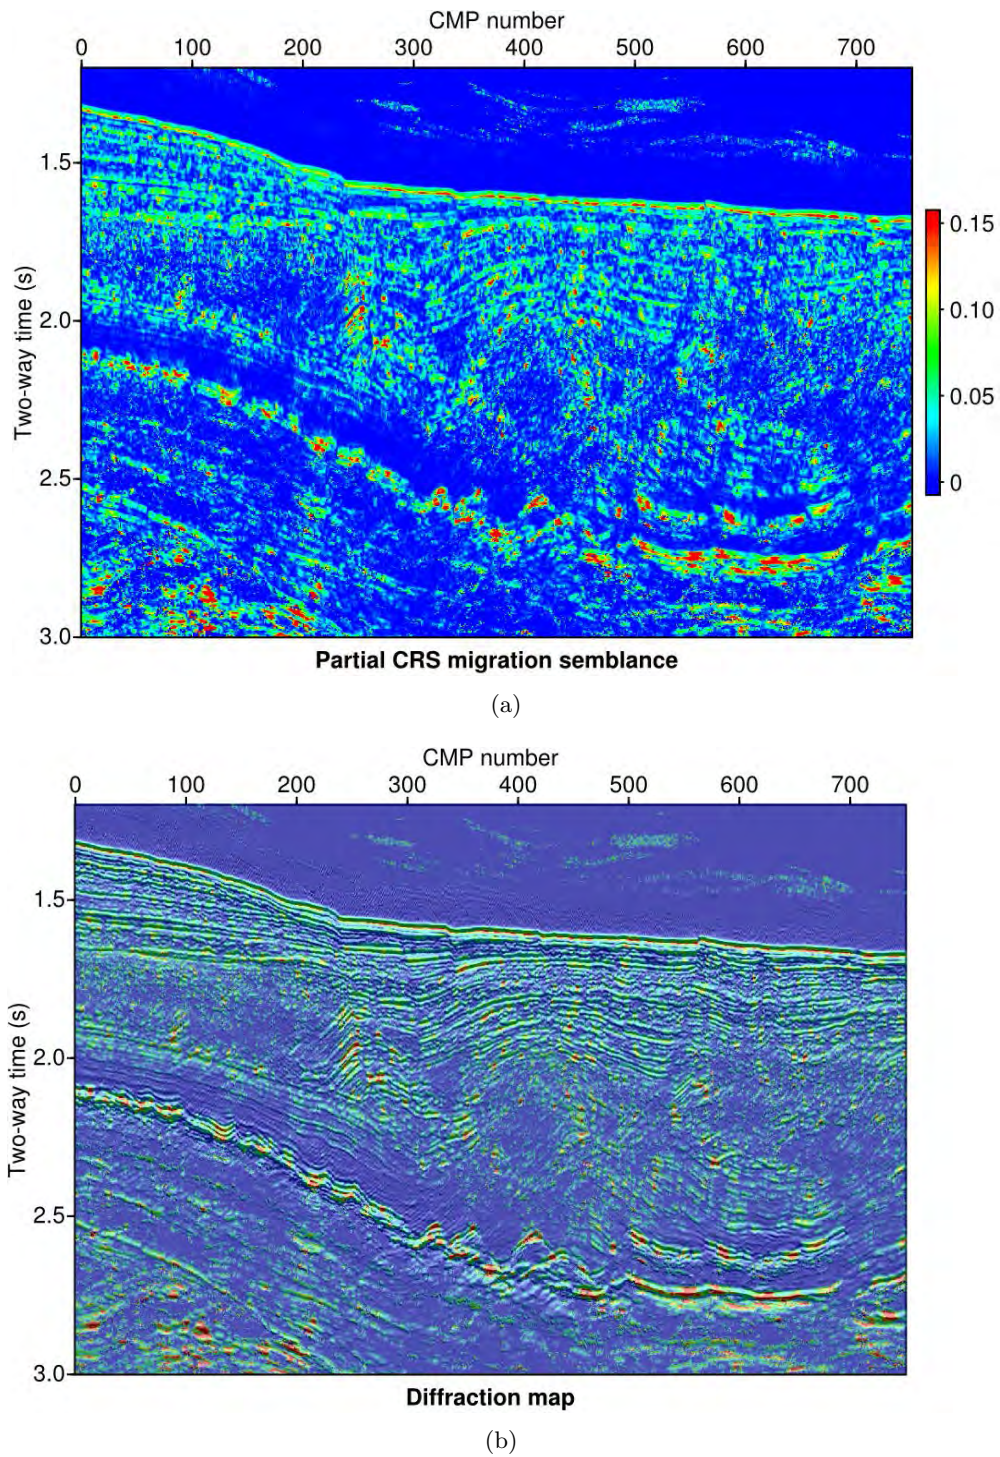 CMP number
0 100 200 300 400 500 600 700
Two-way time (s)
1.5
2.0
2.5
3.0
0.15
0.10
0.05
0
Partial CRS migration semblance
(a)
CMP number
0 100 200 300 400 500 600 700
Two-way time (s)
1.5
2.0
2.5
3.0
Diffraction map
(b)